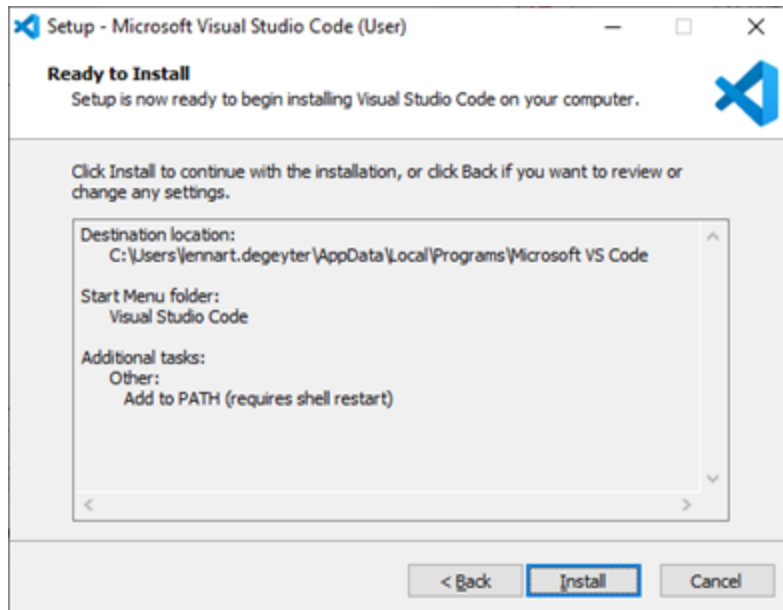 Setup - Microsoft Visual Studio Code (User)
Ready to Install
Setup is now ready to begin installing Visual Studio Code on your computer.
Click Install to continue with the installation, or click Back if you want to review or
change any settings.
Destination location:
C:\Users\lennart.degeyter\AppData\Local\Programs\Microsoft VS Code
Start Menu folder:
Visual Studio Code
Additional tasks:
Other:
Add to PATH (requires shell restart)
< Back
Install
Cancel